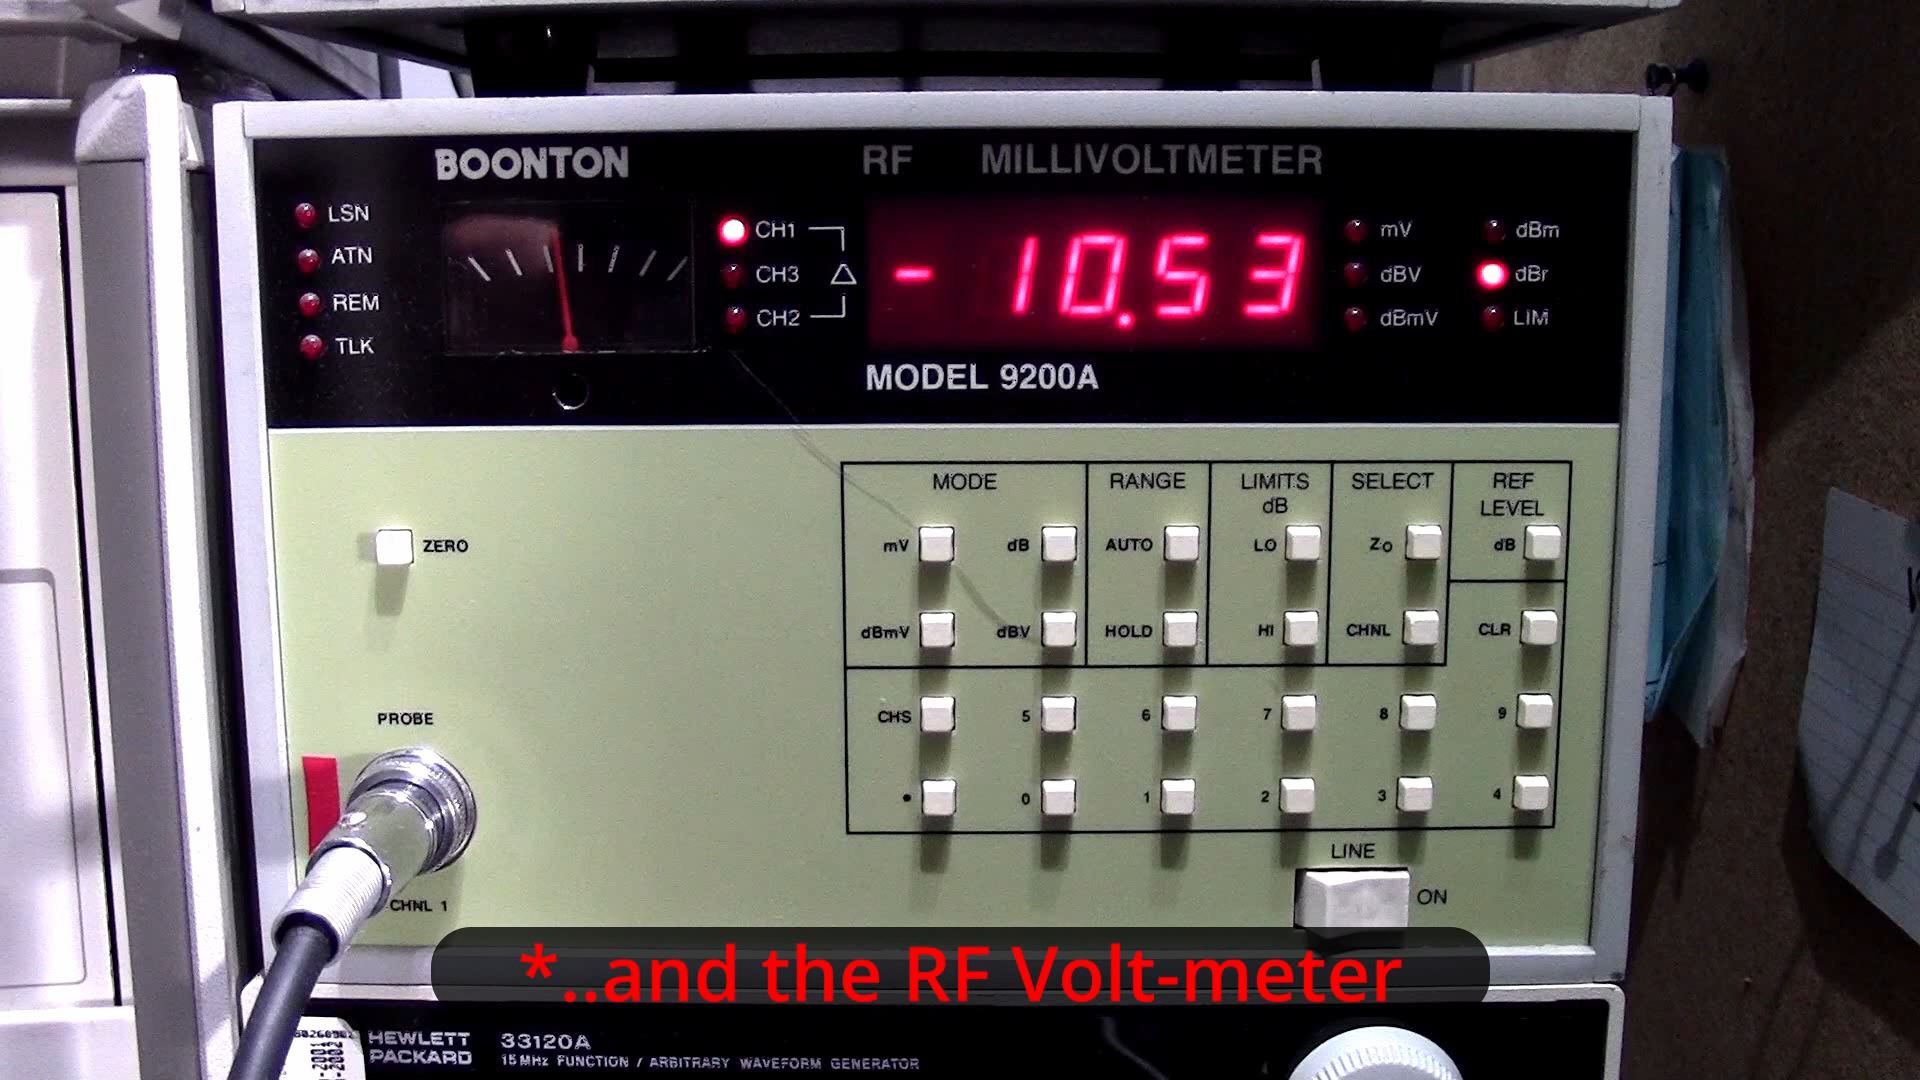 BOONTON
RF MILLIVOLTMETER
LSN
ATN
REM
TLK
CH1
CH3
CH2
- 10.53
mV
dBV
dBmV
dBm
dBr
LIM
MODEL 9200A
MODE
RANGE
LIMITS
dB
SELECT
REF
LEVEL
ZERO
mV
dB
AUTO
LO
Zo
dB
dBmV
dBV
HOLD
HI
CHNL
CLR
PROBE
CHS
5
6
7
8
9
•
0
1
2
3
4
LINE
ON
CHNL 1
*..and the RF Volt-meter
HEWLETT
PACKARD
33120A
15 MHz FUNCTION / ARBITRARY WAVEFORM GENERATOR